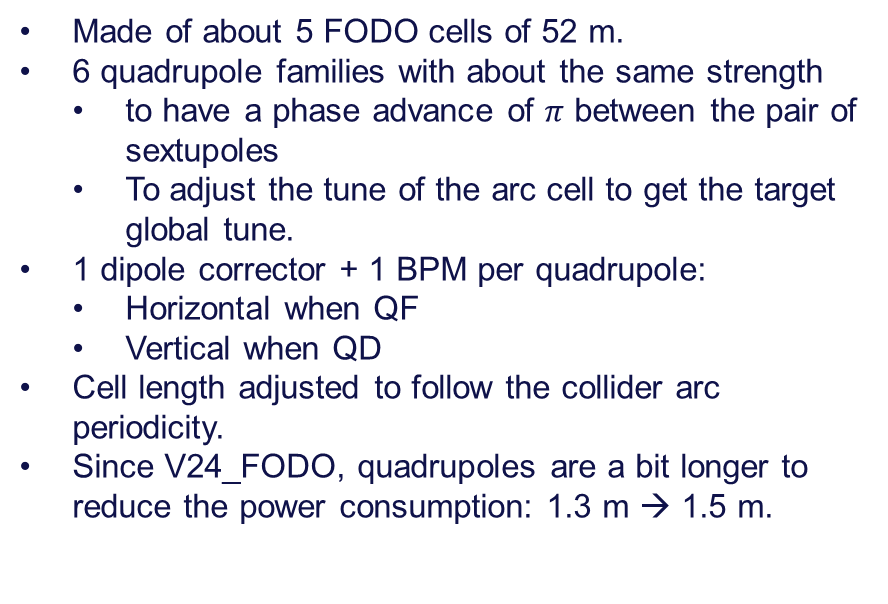 • Made of about 5 FODO cells of 52 m.
• 6 quadrupole families with about the same strength
• to have a phase advance of π between the pair of
sextupoles
• To adjust the tune of the arc cell to get the target
global tune.
• 1 dipole corrector + 1 BPM per quadrupole:
• Horizontal when QF
• Vertical when QD
• Cell length adjusted to follow the collider arc
periodicity.
• Since V24_FODO, quadrupoles are a bit longer to
reduce the power consumption: 1.3 m → 1.5 m.